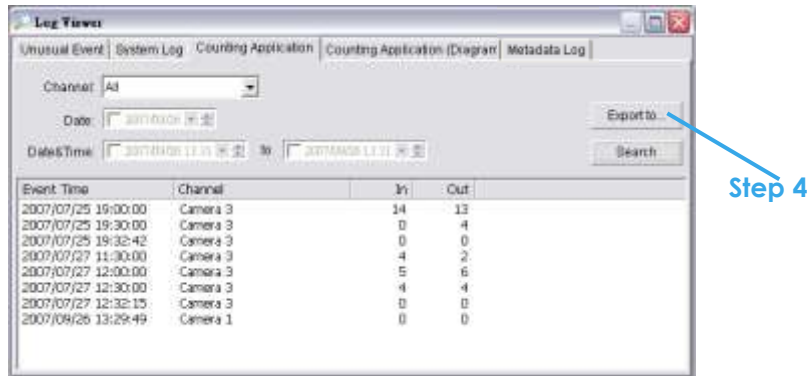 Log Viewer
Unusual Event System Log Counting Application Counting Application (Diagram Metadata Log
Channel: All
Date:
Export to...
Date&Time: to
Search
Event Time Channel In Out
2007/07/25 19:00:00 Camera 3 14 13
2007/07/25 19:30:00 Camera 3 0 4
2007/07/25 19:32:42 Camera 3 0 0
2007/07/27 11:30:00 Camera 3 4 2
2007/07/27 12:00:00 Camera 3 5 6
2007/07/27 12:30:00 Camera 3 4 4
2007/07/27 12:32:15 Camera 3 0 0
2007/09/26 13:29:49 Camera 1 0 0
Step 4